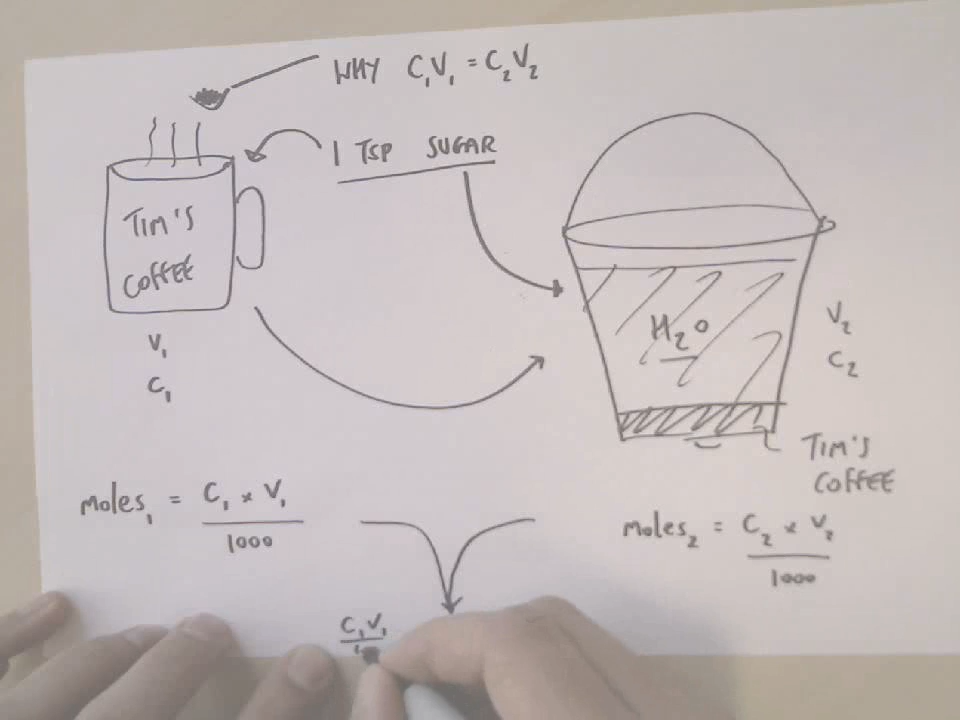 WHY C₁V₁ = C₂V₂
1 TSP SUGAR
TIM'S
COFFEE
V₁
C₁
H₂O
V₂
C₂
TIM'S
COFFEE
moles₁ = C₁ × V₁
1000
moles₂ = C₂ × V₂
1000
C₁V₁